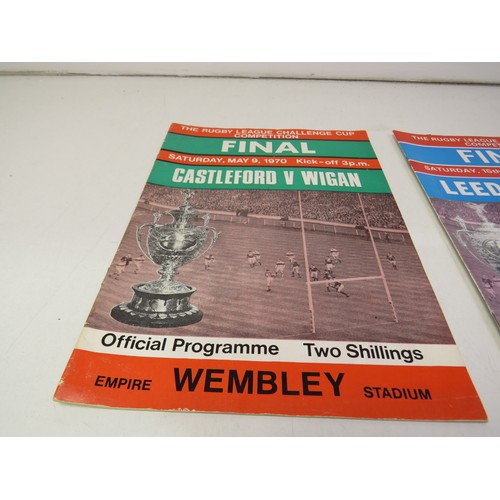 THE RUGBY LEAGUE CHALLENGE CUP
COMPETITION
FINAL
SATURDAY, MAY 9, 1970 Kick-off 3p.m.
CASTLEFORD V WIGAN
Official Programme Two Shillings
EMPIRE WEMBLEY STADIUM
THE RUGBY LEAGUE
COMPET
FIN
SATURDAY, 15th
LEED